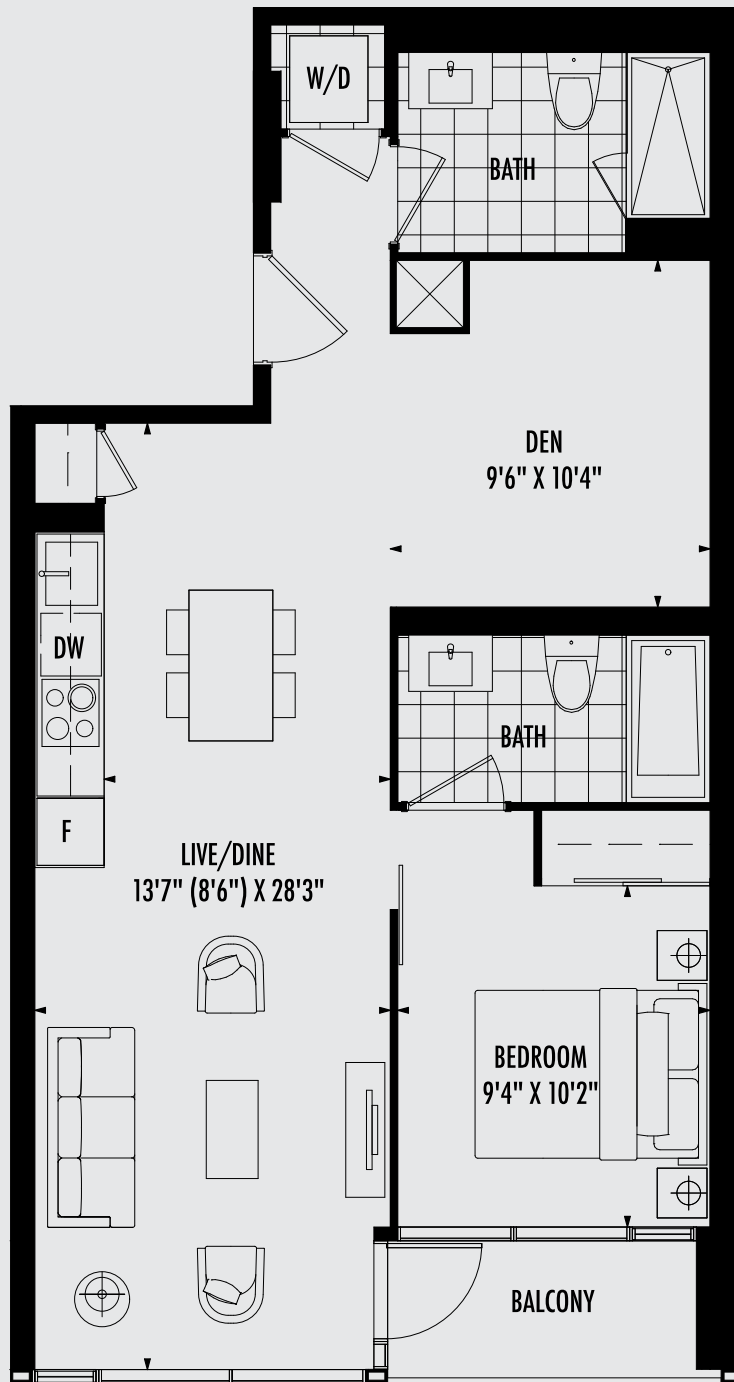 W/D
BATH
DEN
9'6" X 10'4"
DW
BATH
F
LIVE/DINE
13'7" (8'6") X 28'3"
BEDROOM
9'4" X 10'2"
BALCONY